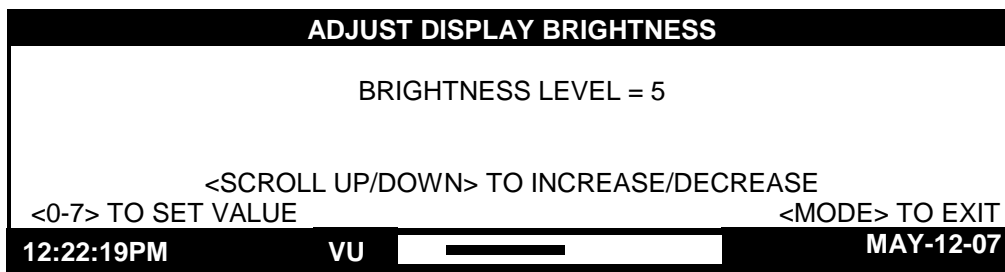 ADJUST DISPLAY BRIGHTNESS
BRIGHTNESS LEVEL = 5
<SCROLL UP/DOWN> TO INCREASE/DECREASE
<0-7> TO SET VALUE <MODE> TO EXIT
12:22:19PM VU MAY-12-07